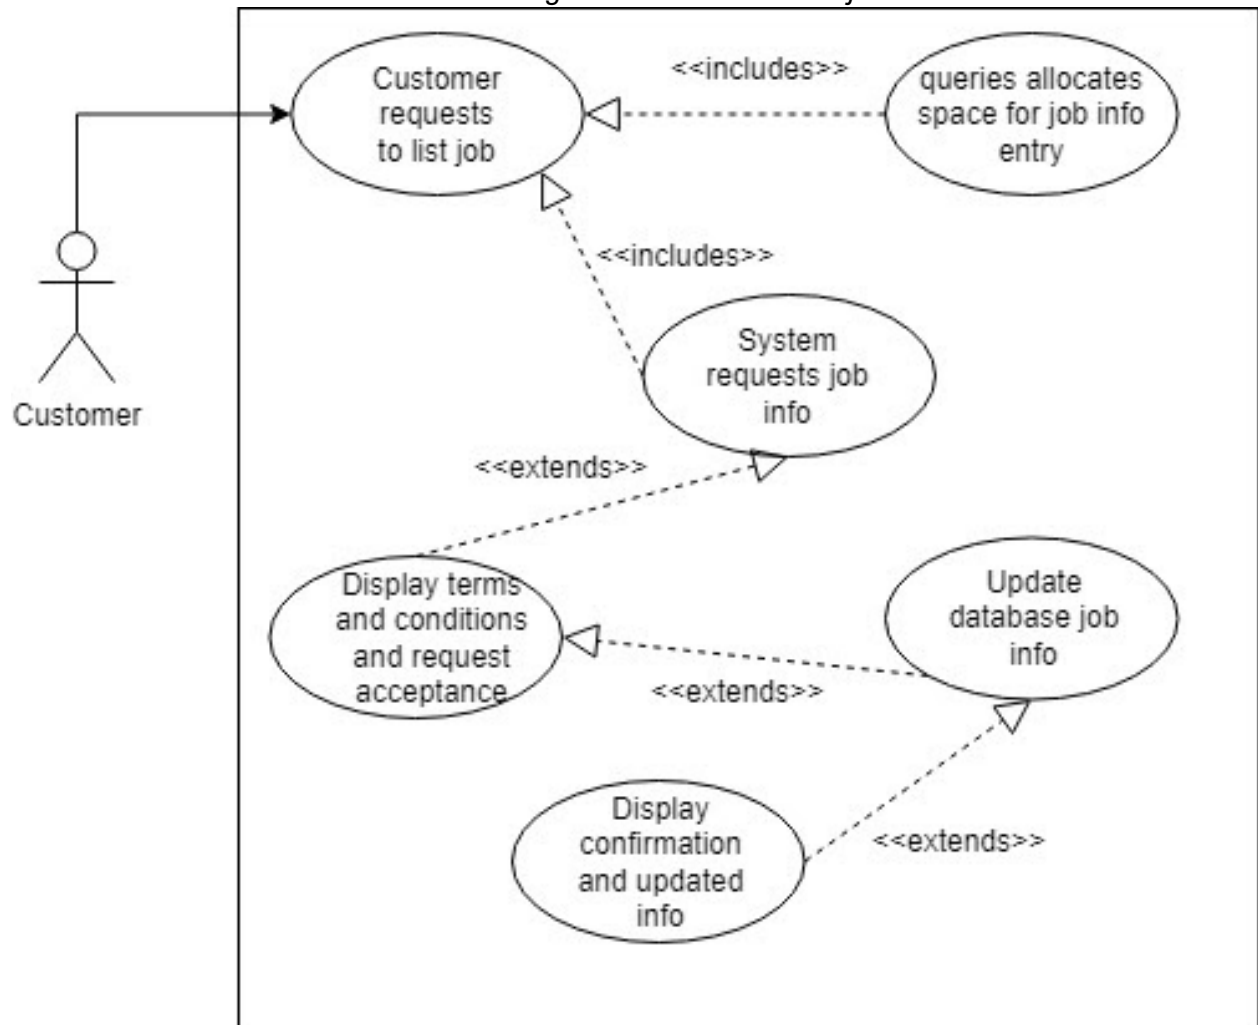 Customer
requests
to list job
<<includes>>
queries allocates
space for job info
entry
<<includes>>
Customer
System
requests job
info
<<extends>>
Display terms
and conditions
and request
acceptance
Update
database job
info
<<extends>>
Display
confirmation
and updated
info
<<extends>>